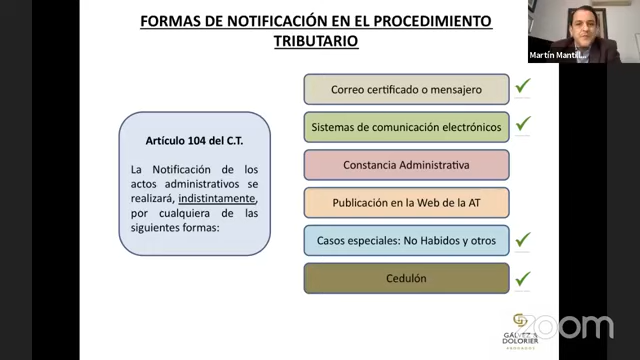 FORMAS DE NOTIFICACIÓN EN EL PROCEDIMIENTO
TRIBUTARIO
Martín Mantill...
Artículo 104 del C.T.
La Notificación de los
actos administrativos se
realizará, indistintamente,
por cualquiera de las
siguientes formas:
Correo certificado o mensajero
Sistemas de comunicación electrónicos
Constancia Administrativa
Publicación en la Web de la AT
Casos especiales: No Habidos y otros
Cedulón
zoom
DOLORIER